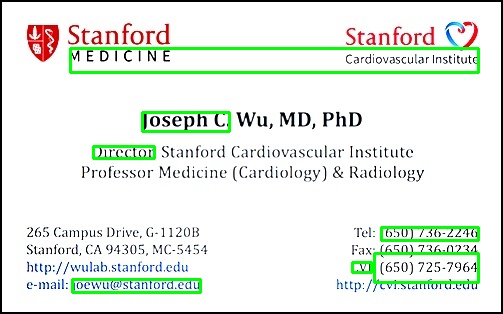 Stanford
MEDICINE
Stanford
Cardiovascular Institute
Joseph C. Wu, MD, PhD
Director, Stanford Cardiovascular Institute
Professor Medicine (Cardiology) & Radiology
265 Campus Drive, G-1120B
Stanford, CA 94305, MC-5454
http://wulab.stanford.edu
e-mail: joewu@stanford.edu
Tel: (650) 736-2246
Fax: (650) 736-0234
CVI: (650) 725-7964
http://cvi.stanford.edu